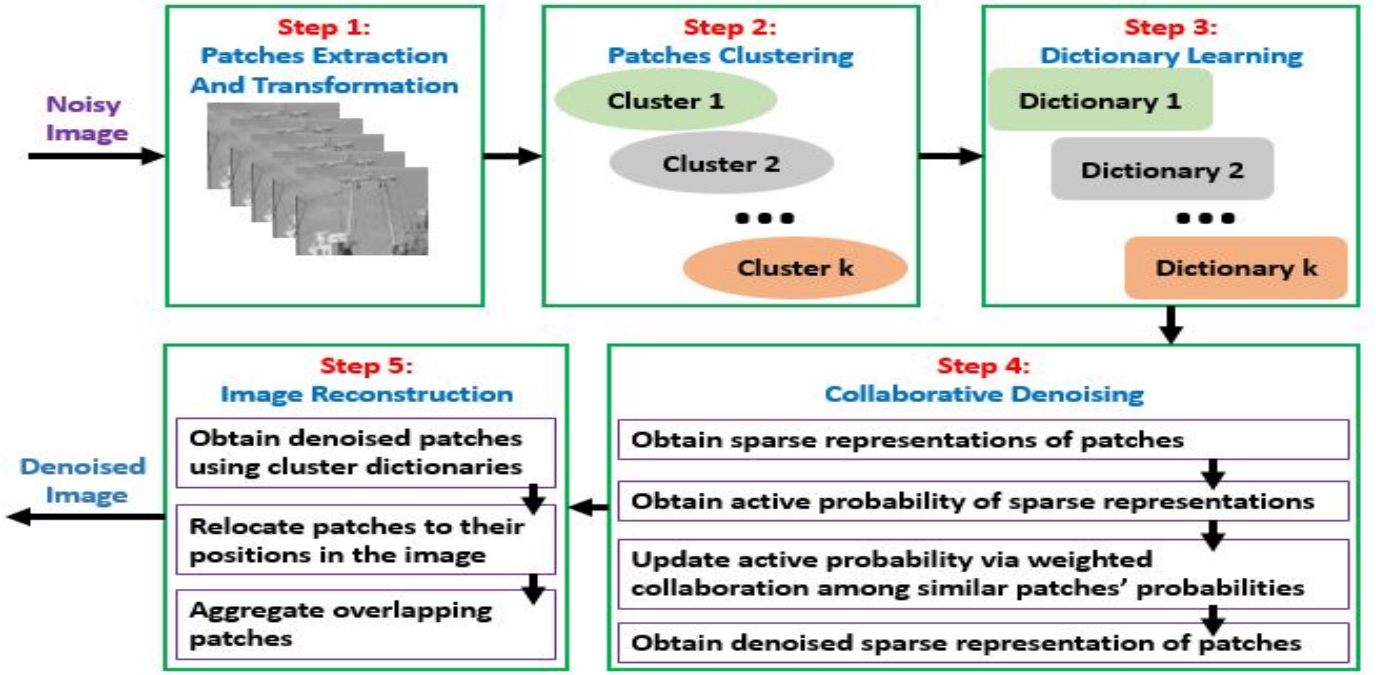 Noisy
Image
Step 1:
Patches Extraction
And Transformation
Step 2:
Patches Clustering
Cluster 1
Cluster 2
...
Cluster k
Step 3:
Dictionary Learning
Dictionary 1
Dictionary 2
...
Dictionary k
Step 4:
Collaborative Denoising
Obtain sparse representations of patches
Obtain active probability of sparse representations
Update active probability via weighted
collaboration among similar patches’ probabilities
Obtain denoised sparse representation of patches
Step 5:
Image Reconstruction
Obtain denoised patches
using cluster dictionaries
Relocate patches to their
positions in the image
Aggregate overlapping
patches
Denoised
Image